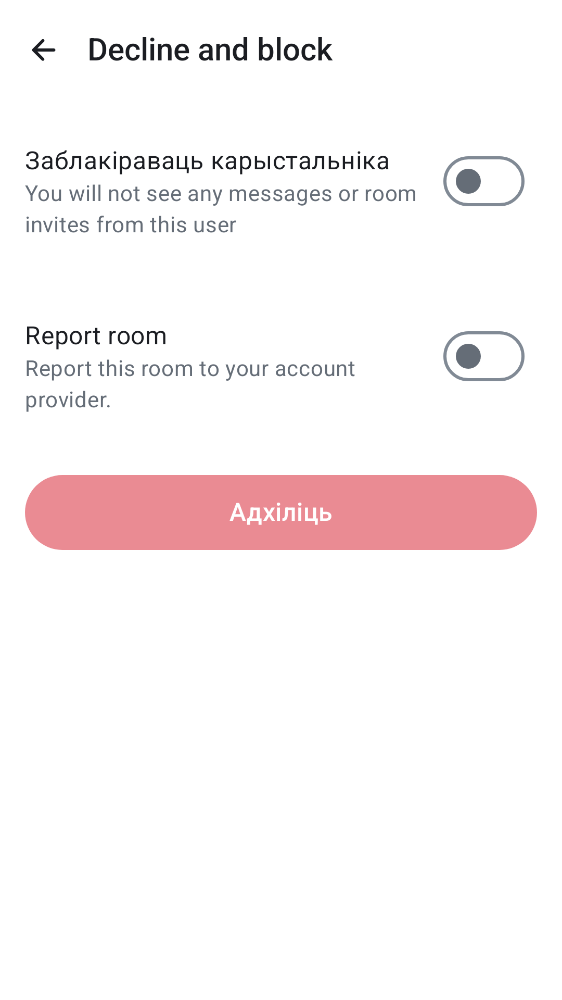 Decline and block
Заблакіраваць карыстальніка
You will not see any messages or room
invites from this user
Report room
Report this room to your account
provider.
Адхіліць